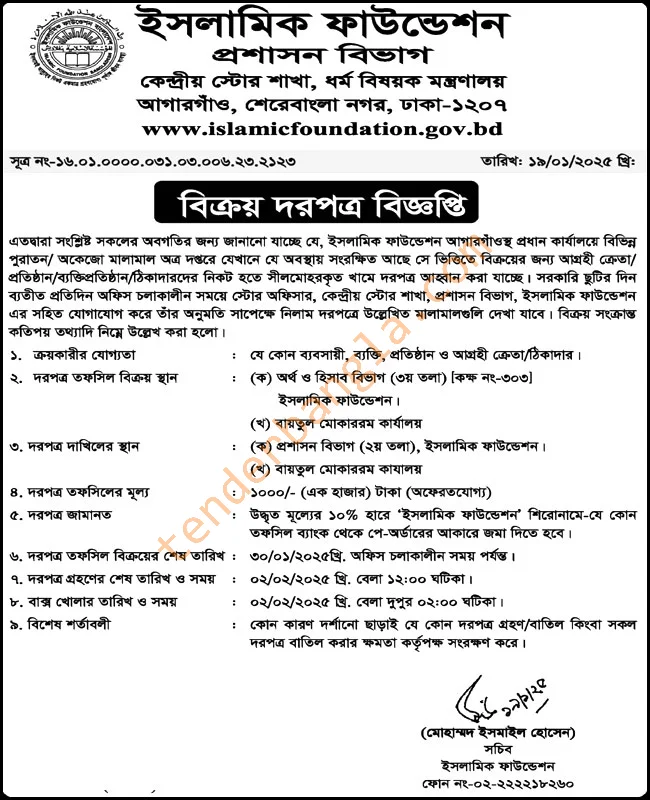 ইসলামিক ফাউন্ডেশন
প্রশাসন বিভাগ
কেন্দ্রীয় স্টোর শাখা, ধর্ম বিষয়ক মন্ত্রণালয়
আগারগাঁও, শেরেবাংলা নগর, ঢাকা-১২০৭
www.islamicfoundation.gov.bd
সূত্র নং-১৬.০১.০০০০.০৩১.০৩.০০৬.২৩.২১২৩ তারিখ: ১৯/০১/২০২৫ খ্রি:
বিক্রয় দরপত্র বিজ্ঞপ্তি
এতদ্বারা সংশ্লিষ্ট সকলের অবগতির জন্য জানানো যাচ্ছে যে, ইসলামিক ফাউন্ডেশন আগারগাঁওস্থ প্রধান কার্যালয়ে বিভিন্ন
পুরাতন/ অকেজো মালামাল অত্র দপ্তরে যেখানে যে অবস্থায় সংরক্ষিত আছে সে ভিত্তিতে বিক্রয়ের জন্য আগ্রহী ক্রেতা/
প্রতিষ্ঠান/ব্যক্তিপ্রতিষ্ঠান/ঠিকাদারদের নিকট হতে সীলমোহরকৃত খামে দরপত্র আহ্বান করা যাচ্ছে। সরকারি ছুটির দিন
ব্যতীত প্রতিদিন অফিস চলাকালীন সময়ে স্টোর অফিসার, কেন্দ্রীয় স্টোর শাখা, প্রশাসন বিভাগ, ইসলামিক ফাউন্ডেশন
এর সহিত যোগাযোগ করে তাঁর অনুমতি সাপেক্ষে নিলাম দরপত্রে উল্লেখিত মালামালগুলি দেখা যাবে। বিক্রয় সংক্রান্ত
কতিপয় তথ্যাদি নিম্নে উল্লেখ করা হলো।
১. ক্রয়কারীর যোগ্যতা : যে কোন ব্যবসায়ী, ব্যক্তি, প্রতিষ্ঠান ও আগ্রহী ক্রেতা/ঠিকাদার।
২. দরপত্র তফসিল বিক্রয় স্থান : (ক) অর্থ ও হিসাব বিভাগ (৩য় তলা) [কক্ষ নং-৩০৩]
ইসলামিক ফাউন্ডেশন।
(খ) বায়তুল মোকাররম কার্যালয়
৩. দরপত্র দাখিলের স্থান : (ক) প্রশাসন বিভাগ (২য় তলা), ইসলামিক ফাউন্ডেশন।
(খ) বায়তুল মোকাররম কাযালয়
৪. দরপত্র তফসিলের মূল্য : ১০০০/- (এক হাজার) টাকা (অফেরতযোগ্য)
৫. দরপত্র জামানত : উদ্ধৃত মূল্যের ১০% হারে ‘ইসলামিক ফাউন্ডেশন’ শিরোনামে-যে কোন
তফসিল ব্যাংক থেকে পে-অর্ডারের আকারে জমা দিতে হবে।
৬. দরপত্র তফসিল বিক্রয়ের শেষ তারিখ : ৩০/০১/২০২৫খ্রি. অফিস চলাকালীন সময় পর্যন্ত।
৭. দরপত্র গ্রহণের শেষ তারিখ ও সময় : ০২/০২/২০২৫ খ্রি. বেলা ১২:০০ ঘটিকা।
৮. বাক্স খোলার তারিখ ও সময় : ০২/০২/২০২৫ খ্রি. বেলা দুপুর ০২:০০ ঘটিকা।
৯. বিশেষ শর্তাবলী : কোন কারণ দর্শানো ছাড়াই যে কোন দরপত্র গ্রহণ/বাতিল কিংবা সকল
দরপত্র বাতিল করার ক্ষমতা কর্তৃপক্ষ সংরক্ষণ করে।
১৯/১/২৫
(মোহাম্মদ ইসমাইল হোসেন)
সচিব
ইসলামিক ফাউন্ডেশন
ফোন নং-০২-২২২২১৮২৬০
tenderbangla.com